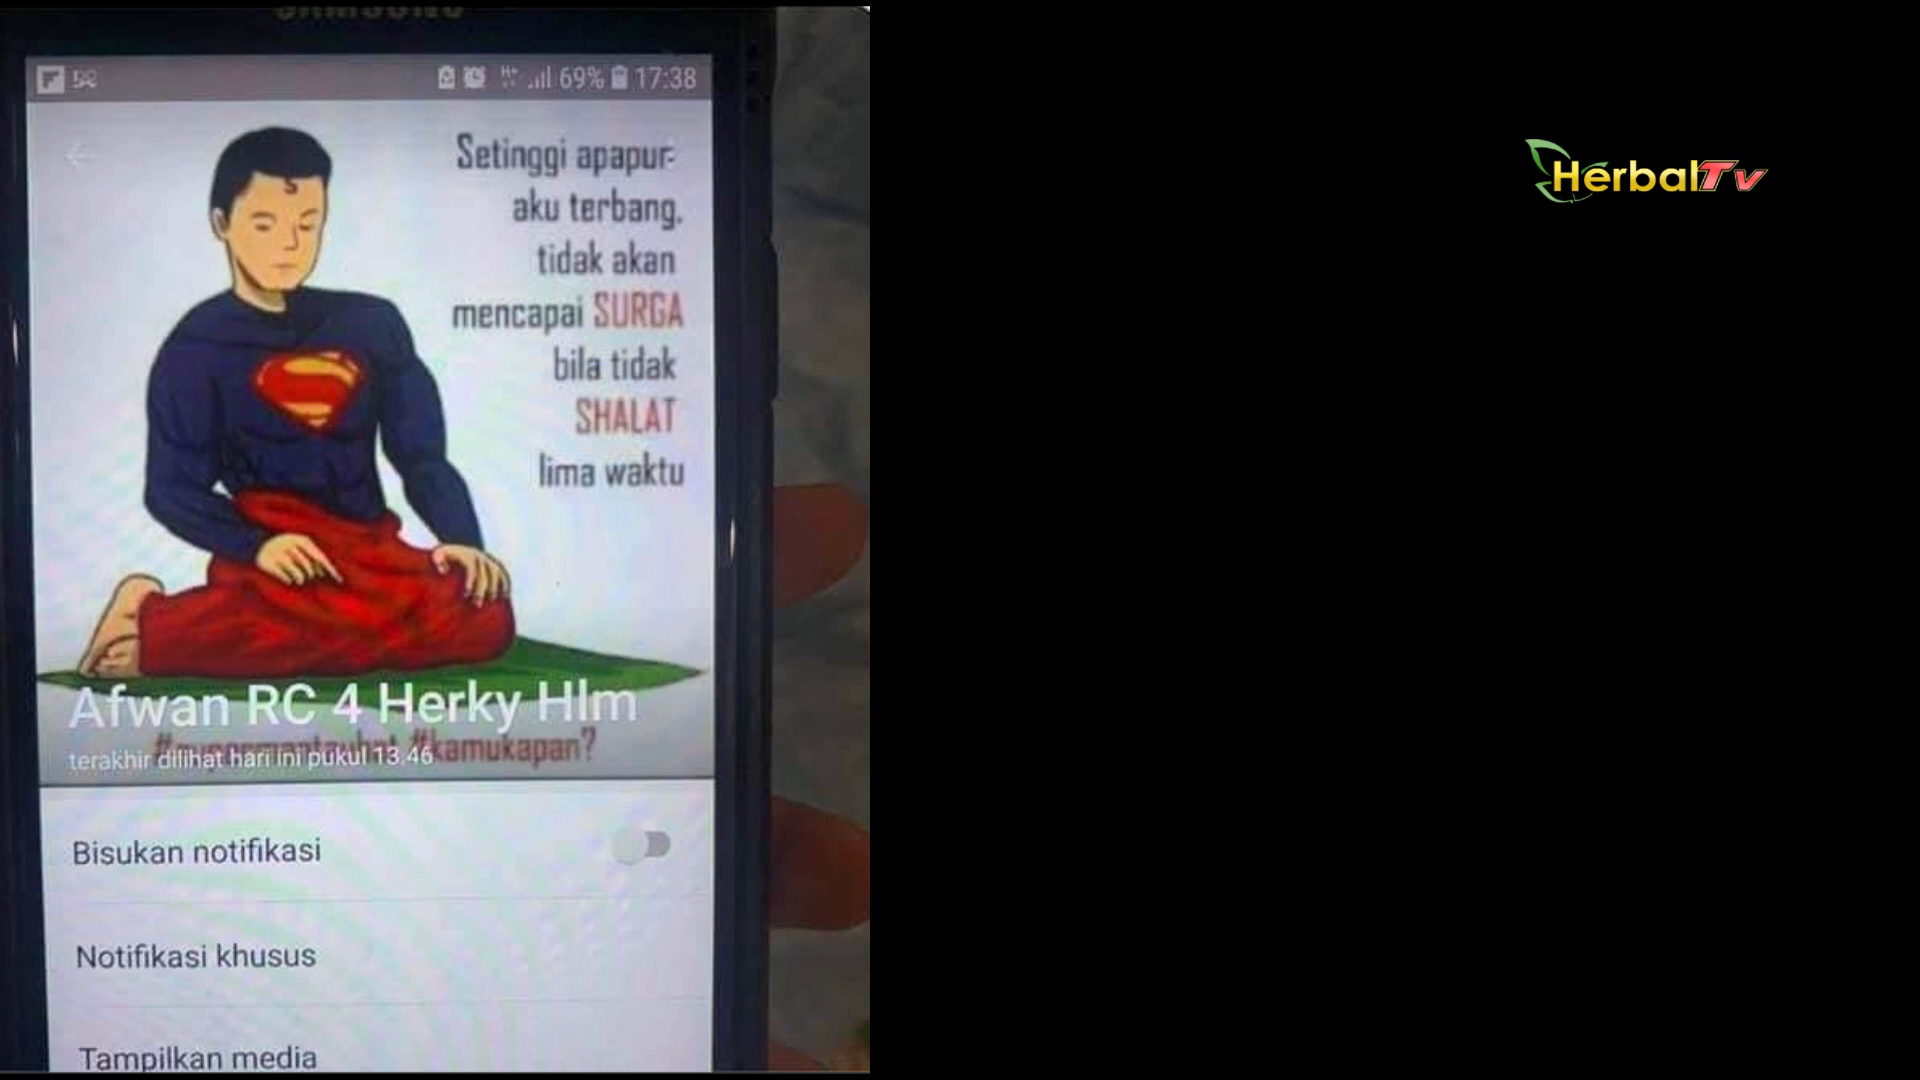 69% 17:38
Setinggi apapun
aku terbang,
tidak akan
mencapai SURGA
bila tidak
SHALAT
lima waktu
Afwan RC 4 Herky Hlm
#kamukapan?
terakhir dilihat hari ini pukul 13.46
Bisukan notifikasi
Notifikasi khusus
Tampilkan media
HerbalTv